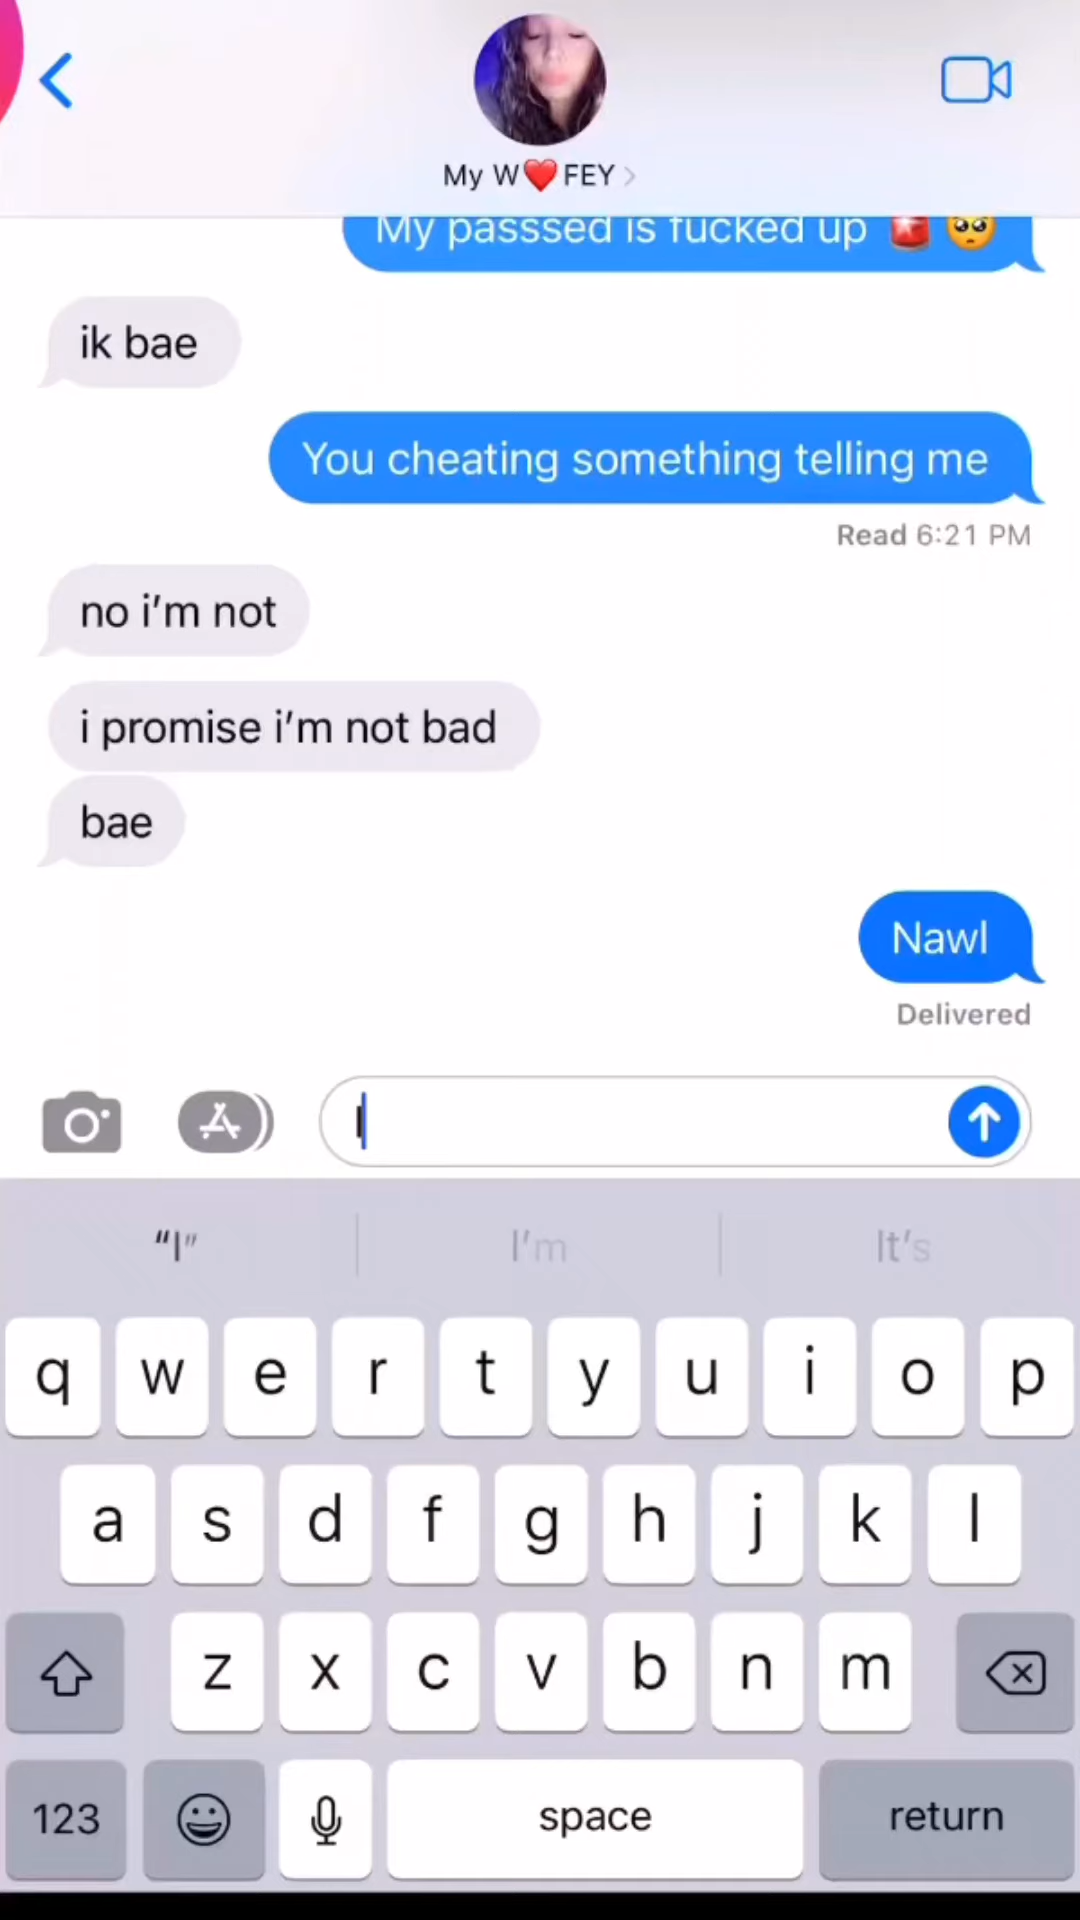 My W❤️FEY >
My passsed is fucked up 🚨 🥺
ik bae
You cheating something telling me
Read 6:21 PM
no i'm not
i promise i'm not bad
bae
Nawl
Delivered
I
“I” I'm It's
q w e r t y u i o p
a s d f g h j k l
z x c v b n m
123 space return